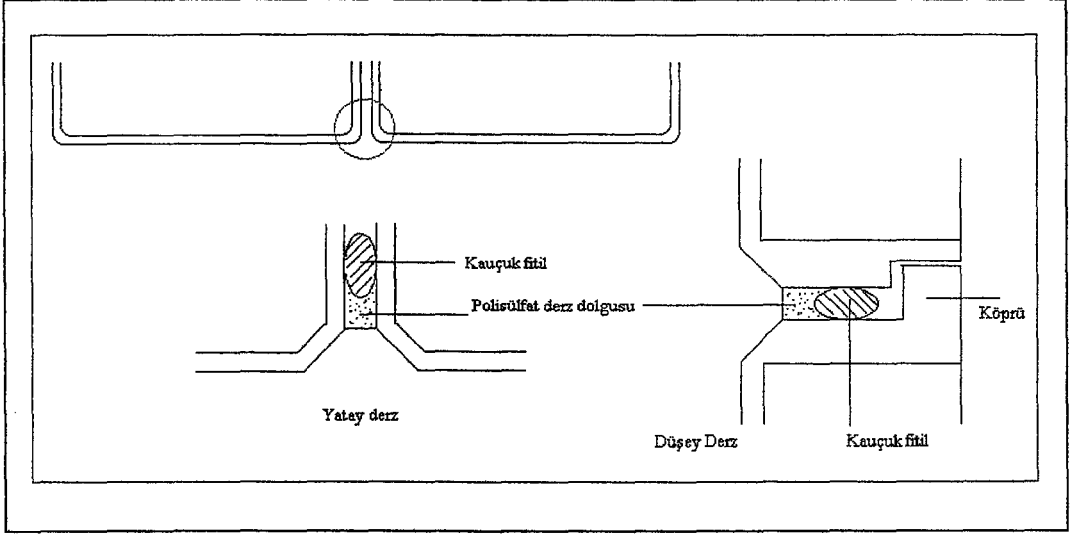 Kauçuk fitil
Polisülfat derz dolgusu
Köprü
Yatay derz
Düşey Derz
Kauçuk fitil